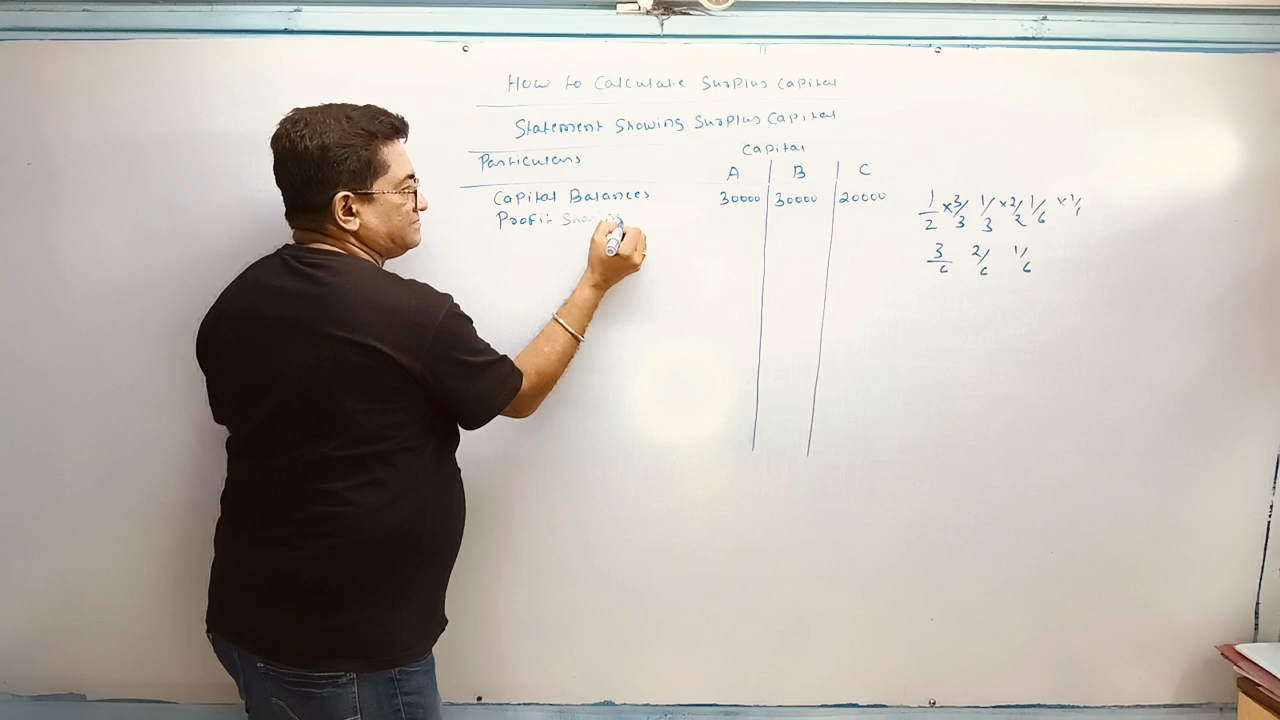 How to Calculate Surplus Capital
Statement Showing Surplus Capital
Particulars
Capital
A B C
Capital Balances 30000 30000 20000
Profit Sharing
1/2 × 3/3 1/3 × 2/2 1/6 × 1/1
3/6 2/6 1/6